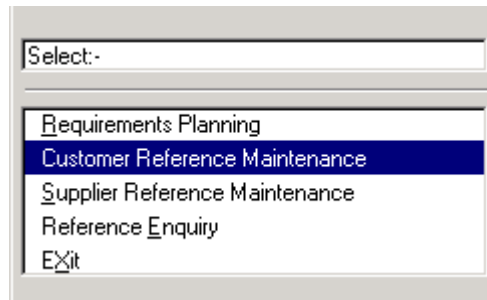 Select:-
Requirements Planning
Customer Reference Maintenance
Supplier Reference Maintenance
Reference Enquiry
EXit